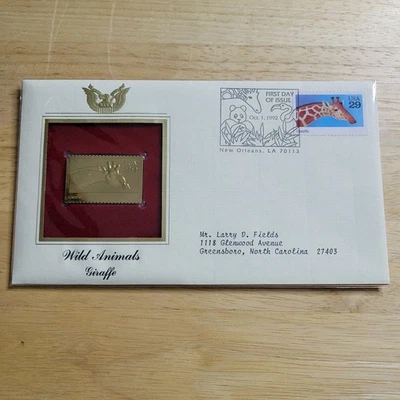 FIRST DAY
OF ISSUE
Oct. 1, 1992
New Orleans, LA 70113
USA
29
Giraffe
Mr. Larry D. Fields
1118 Glenwood Avenue
Greensboro, North Carolina 27403
Wild Animals
Giraffe